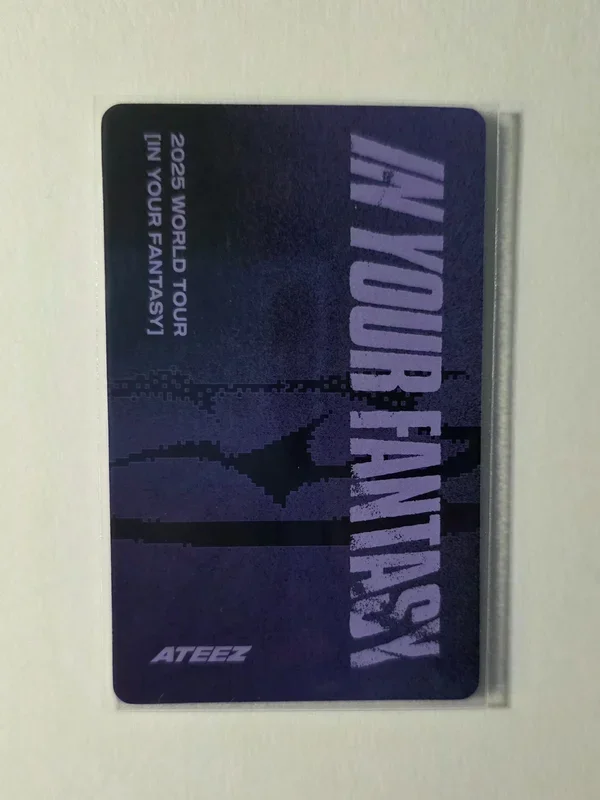 IN YOUR FANTASY
2025 WORLD TOUR
[IN YOUR FANTASY]
ATEEZ